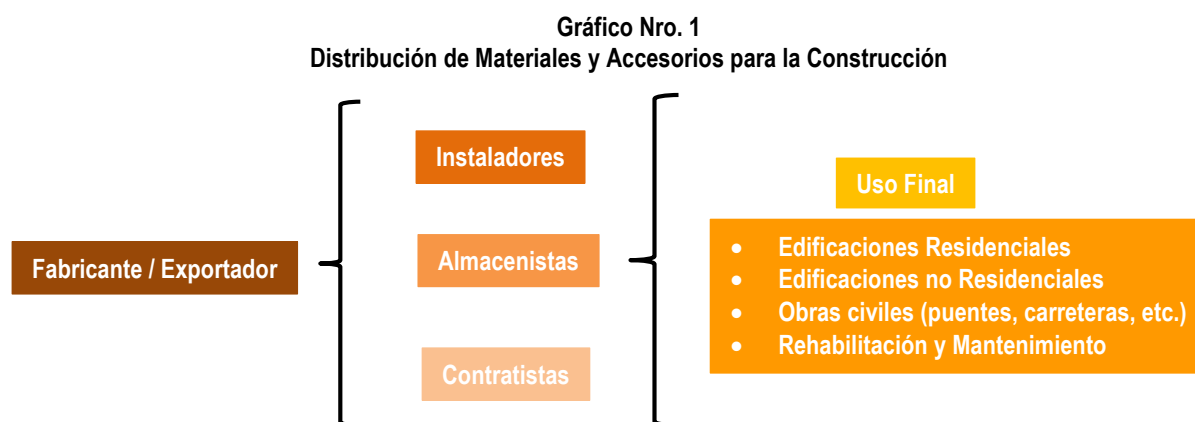 Gráfico Nro. 1
Distribución de Materiales y Accesorios para la Construcción
Fabricante / Exportador
Instaladores
Almacenistas
Contratistas
Uso Final
• Edificaciones Residenciales
• Edificaciones no Residenciales
• Obras civiles (puentes, carreteras, etc.)
• Rehabilitación y Mantenimiento